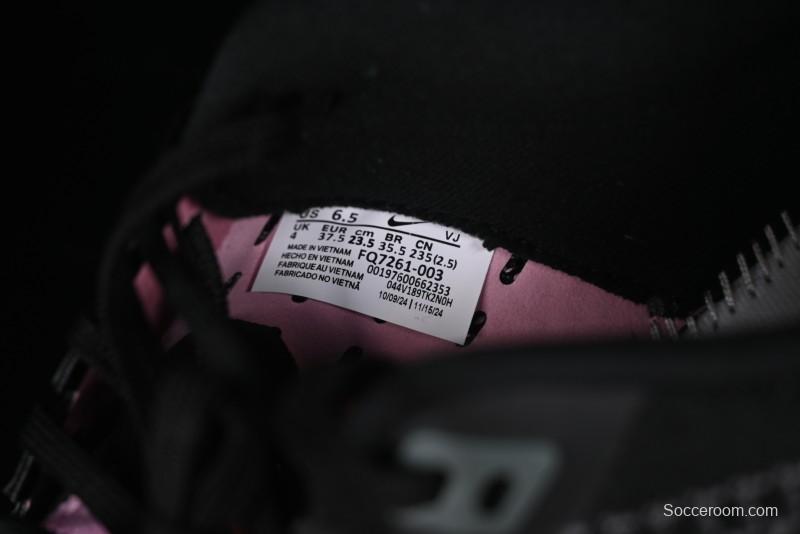 US 6.5 VJ
UK EUR cm BR CN
4 37.5 23.5 35.5 235(2.5)
MADE IN VIETNAM FQ7261-003
HECHO EN VIETNAM 00197600662353
FABRIQUE AU VIETNAM 044V189TKZN0H
FABRICADO NO VIETNÃ 10/09/24 | 11/15/24
Socceroom.com